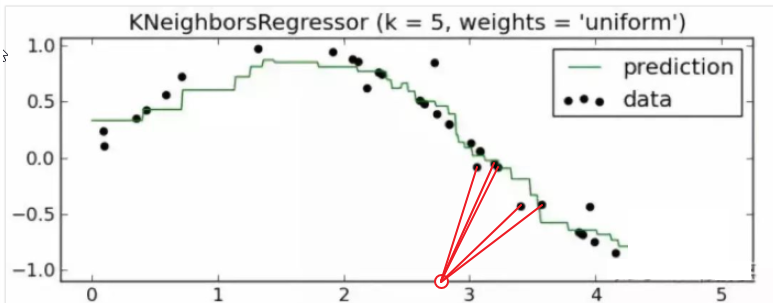 KNeighborsRegressor (k = 5, weights = 'uniform')
1.0
prediction
data
0.5
0.0
−0.5
−1.0
0 1 2 3 4 5